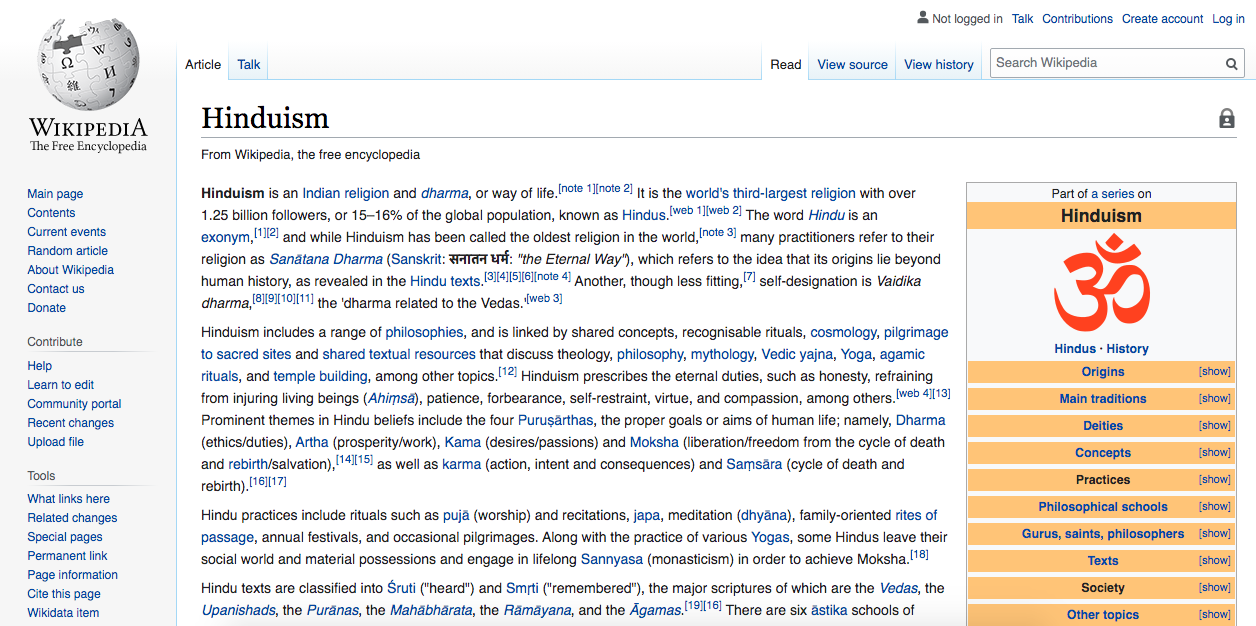 Not logged in Talk Contributions Create account Log in
Article Talk Read View source View history Search Wikipedia
WIKIPEDIA
The Free Encyclopedia
Main page
Contents
Current events
Random article
About Wikipedia
Contact us
Donate
Contribute
Help
Learn to edit
Community portal
Recent changes
Upload file
Tools
What links here
Related changes
Special pages
Permanent link
Page information
Cite this page
Wikidata item
Hinduism
From Wikipedia, the free encyclopedia
Hinduism is an Indian religion and dharma, or way of life.[note 1][note 2] It is the world's third-largest religion with over
1.25 billion followers, or 15–16% of the global population, known as Hindus.[web 1][web 2] The word Hindu is an
exonym,[1][2] and while Hinduism has been called the oldest religion in the world,[note 3] many practitioners refer to their
religion as Sanātana Dharma (Sanskrit: सनातन धर्म: "the Eternal Way"), which refers to the idea that its origins lie beyond
human history, as revealed in the Hindu texts.[3][4][5][6][note 4] Another, though less fitting,[7] self-designation is Vaidika
dharma,[8][9][10][11] the 'dharma related to the Vedas.'[web 3]
Hinduism includes a range of philosophies, and is linked by shared concepts, recognisable rituals, cosmology, pilgrimage
to sacred sites and shared textual resources that discuss theology, philosophy, mythology, Vedic yajna, Yoga, agamic
rituals, and temple building, among other topics.[12] Hinduism prescribes the eternal duties, such as honesty, refraining
from injuring living beings (Ahiṃsā), patience, forbearance, self-restraint, virtue, and compassion, among others.[web 4][13]
Prominent themes in Hindu beliefs include the four Puruṣārthas, the proper goals or aims of human life; namely, Dharma
(ethics/duties), Artha (prosperity/work), Kama (desires/passions) and Moksha (liberation/freedom from the cycle of death
and rebirth/salvation),[14][15] as well as karma (action, intent and consequences) and Saṃsāra (cycle of death and
rebirth).[16][17]
Hindu practices include rituals such as pujā (worship) and recitations, japa, meditation (dhyāna), family-oriented rites of
passage, annual festivals, and occasional pilgrimages. Along with the practice of various Yogas, some Hindus leave their
social world and material possessions and engage in lifelong Sannyasa (monasticism) in order to achieve Moksha.[18]
Hindu texts are classified into Śruti ("heard") and Smṛti ("remembered"), the major scriptures of which are the Vedas, the
Upanishads, the Purānas, the Mahābhārata, the Rāmāyana, and the Āgamas.[19][16] There are six āstika schools of
Part of a series on
Hinduism
ॐ
Hindus · History
Origins [show]
Main traditions [show]
Deities [show]
Concepts [show]
Practices [show]
Philosophical schools [show]
Gurus, saints, philosophers [show]
Texts [show]
Society [show]
Other topics [show]